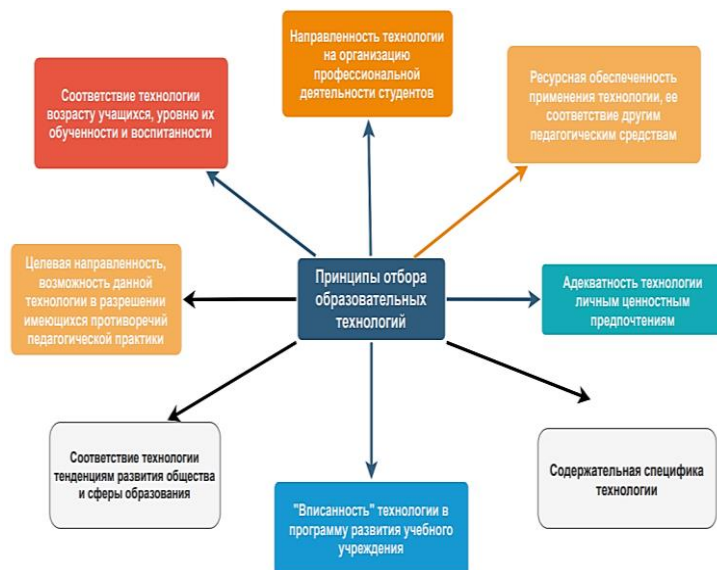 Направленность технологии
на организацию
профессиональной
деятельности студентов
Соответствие технологии
возрасту учащихся, уровню их
обученности и воспитанности
Ресурсная обеспеченность
применения технологии, ее
соответствие другим
педагогическим средствам
Целевая направленность,
возможность данной
технологии в разрешении
имеющихся противоречий
педагогической практики
Принципы отбора
образовательных
технологий
Адекватность технологии
личным ценностным
предпочтениям
Соответствие технологии
тенденциям развития общества
и сферы образования
Содержательная специфика
технологии
"Вписанность" технологии в
программу развития учебного
учреждения